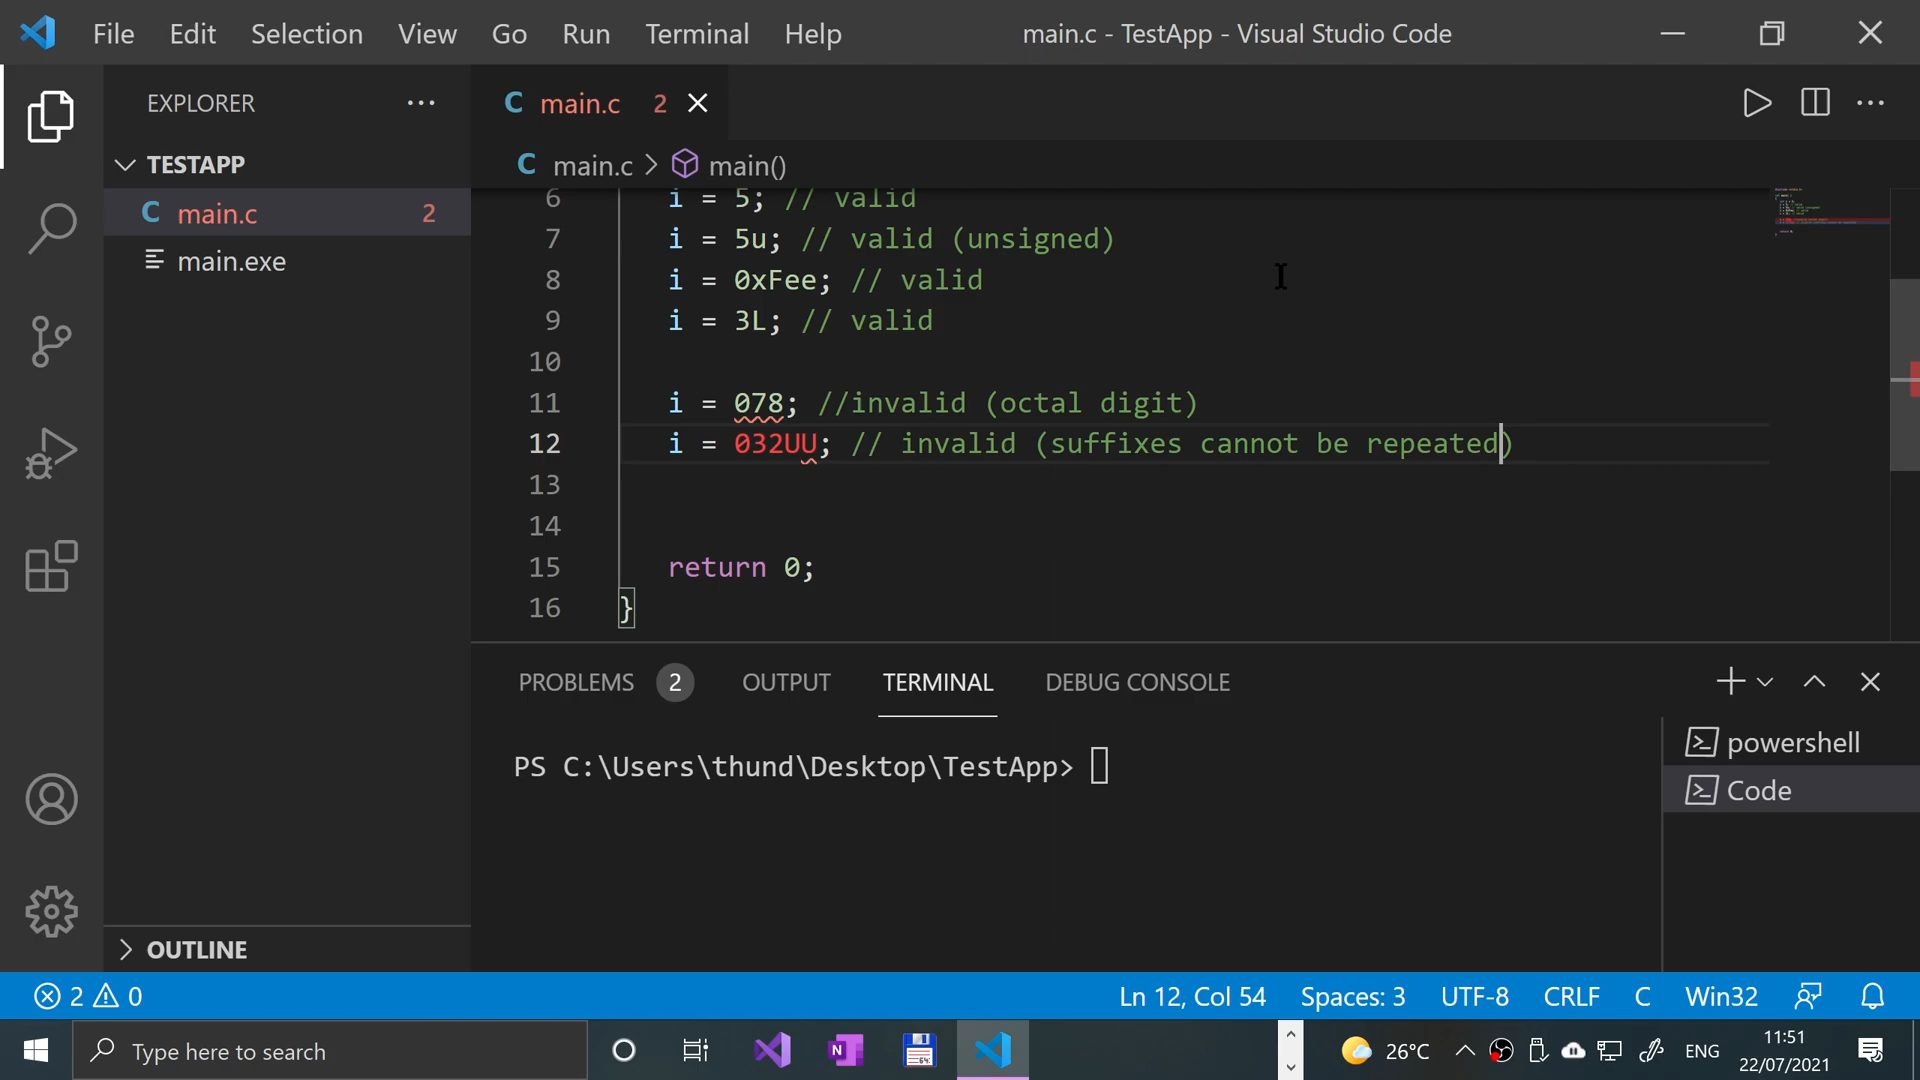 File Edit Selection View Go Run Terminal Help main.c - TestApp - Visual Studio Code
EXPLORER
TESTAPP
C main.c 2
main.exe
OUTLINE
C main.c 2
C main.c > main()
6 i = 5; // valid
7 i = 5u; // valid (unsigned)
8 i = 0xFee; // valid
9 i = 3L; // valid
10
11 i = 078; //invalid (octal digit)
12 i = 032UU; // invalid (suffixes cannot be repeated)
13
14
15 return 0;
16 }
PROBLEMS 2 OUTPUT TERMINAL DEBUG CONSOLE
PS C:\Users\thund\Desktop\TestApp>
powershell
Code
2 0 Ln 12, Col 54 Spaces: 3 UTF-8 CRLF C Win32
Type here to search
N
64
26°C
ENG
11:51
22/07/2021